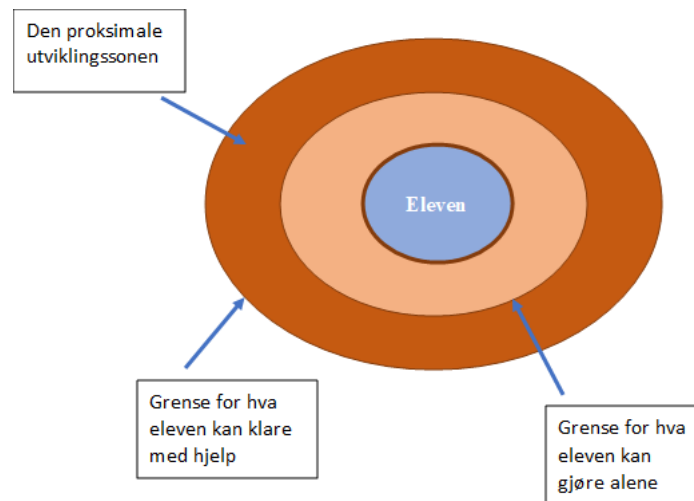 Den proksimale
utviklingssonen
Eleven
Grense for hva
eleven kan klare
med hjelp
Grense for hva
eleven kan
gjøre alene